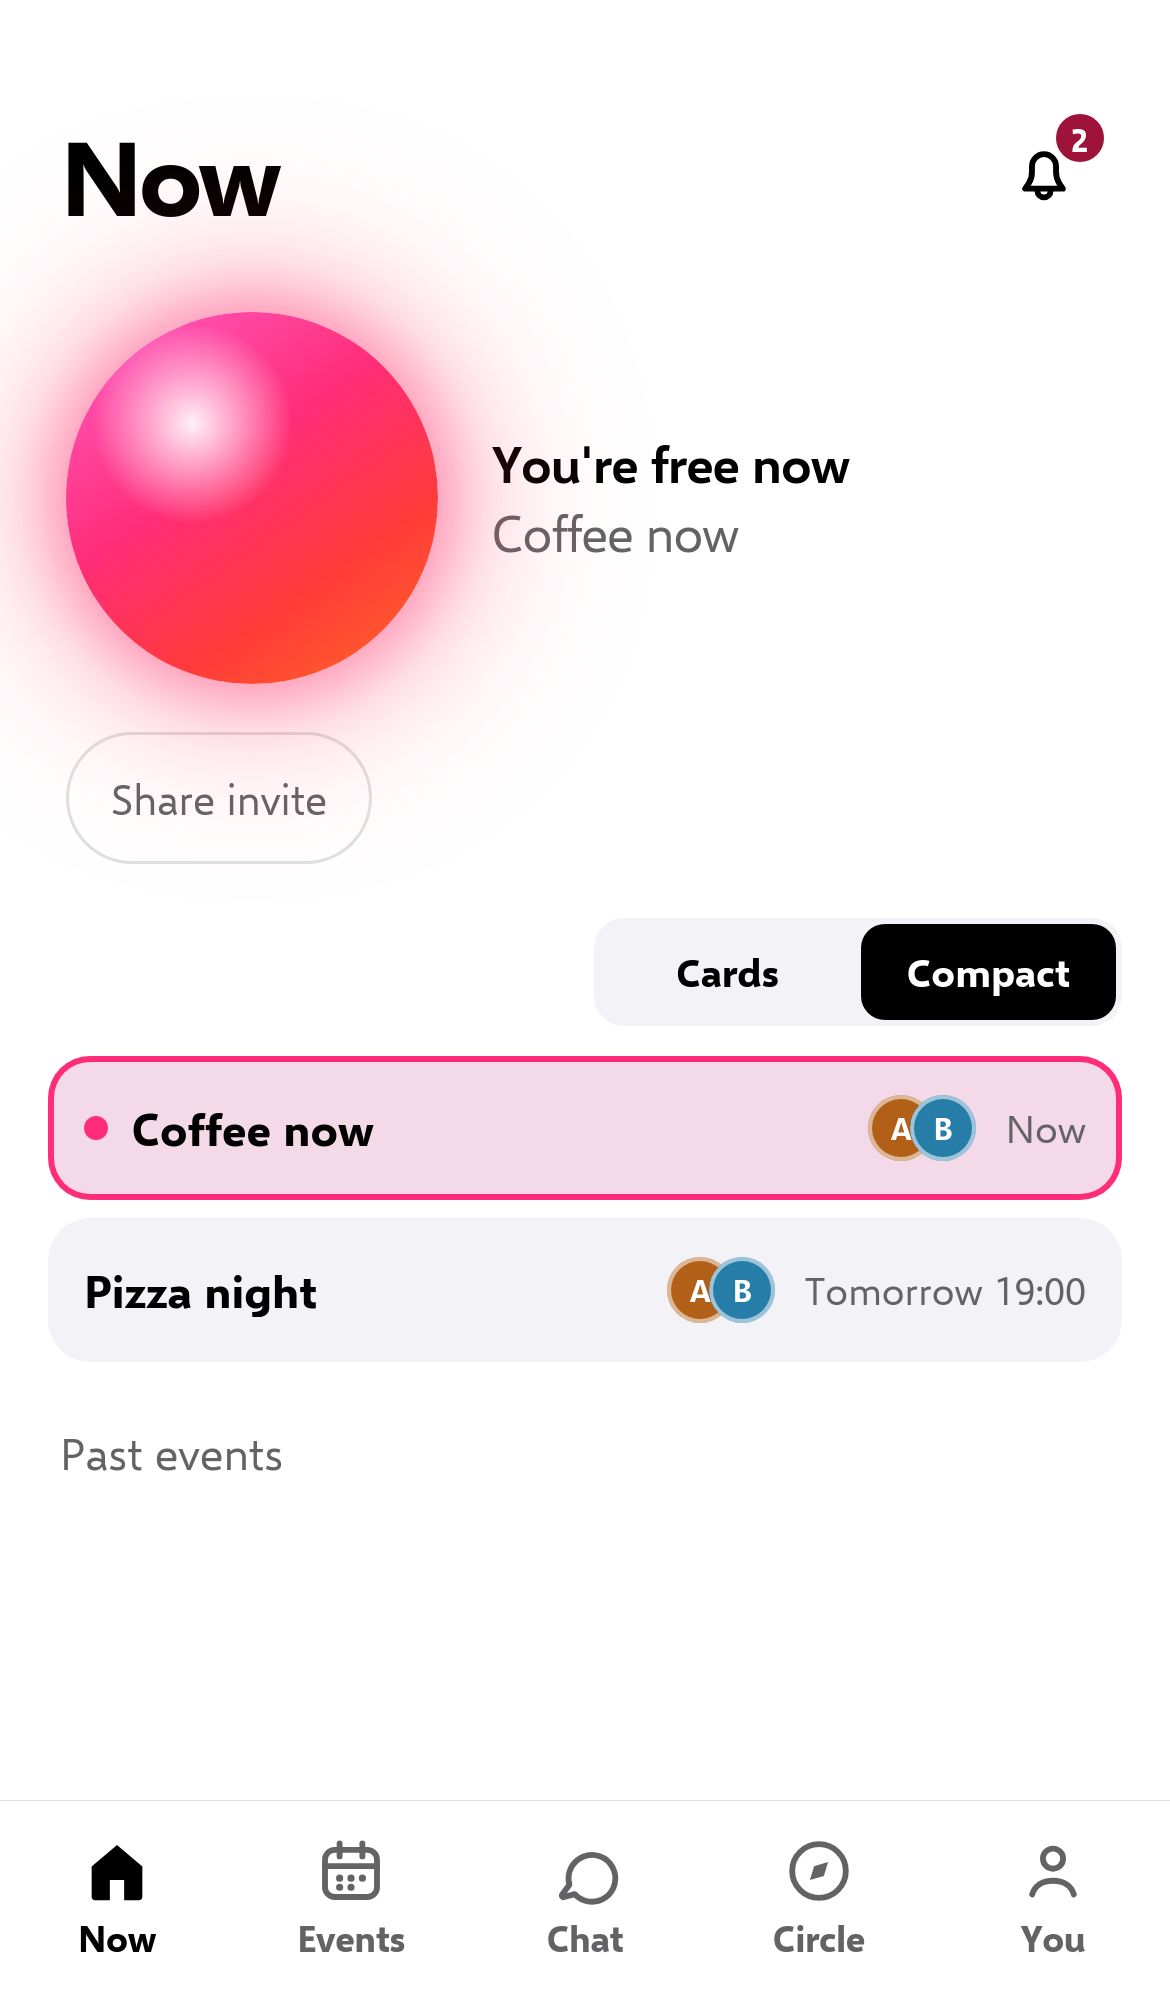 Now
2
You're free now
Coffee now
Share invite
Cards Compact
Coffee now A B Now
Pizza night A B Tomorrow 19:00
Past events
Now Events Chat Circle You